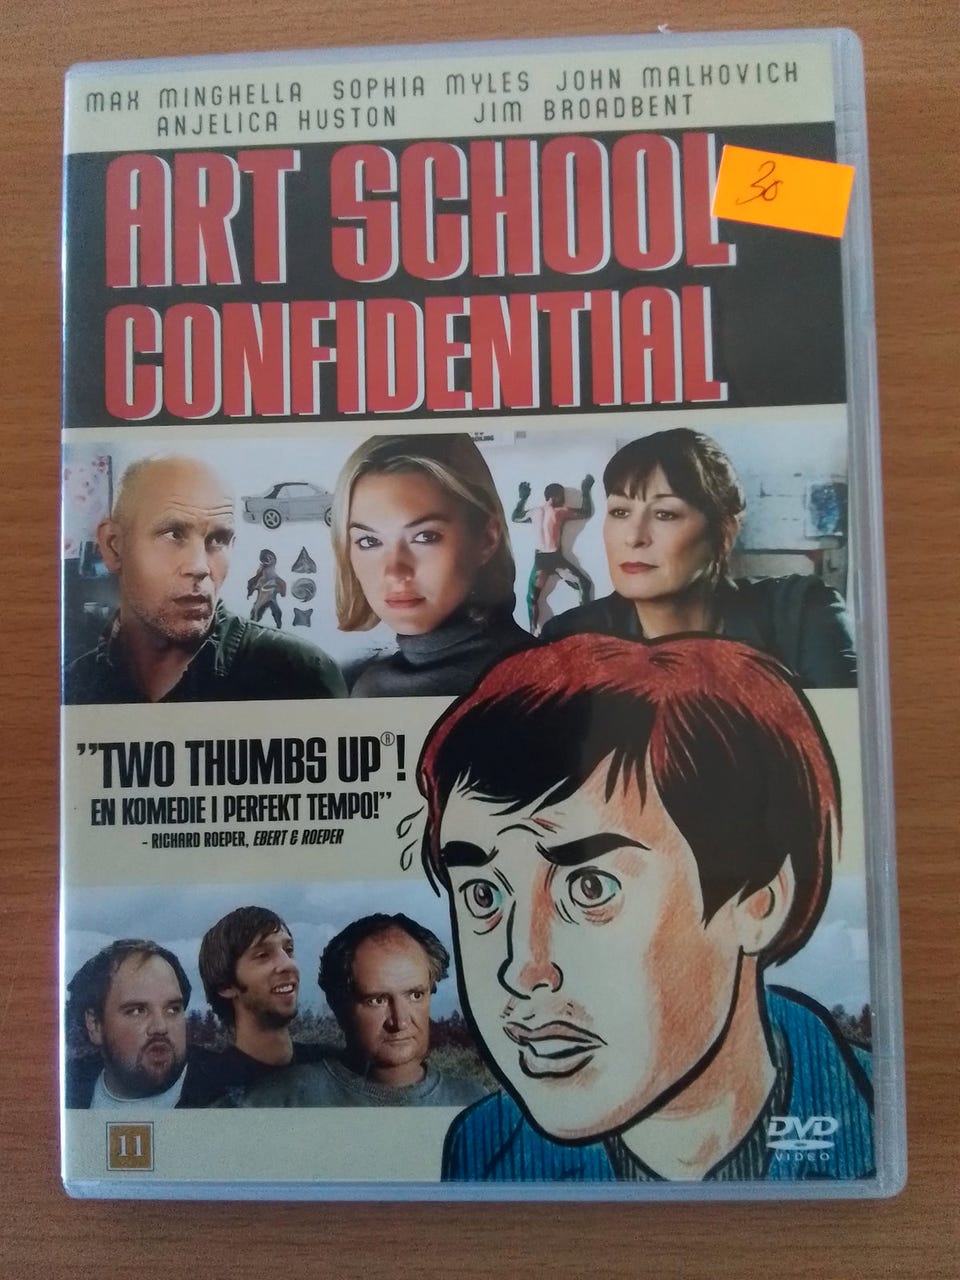 MAX MINGHELLA SOPHIA MYLES JOHN MALKOVICH
ANJELICA HUSTON JIM BROADBENT
ART SCHOOL
30
CONFIDENTIAL
"TWO THUMBS UP®!
EN KOMEDIE I PERFEKT TEMPO!"
- RICHARD ROEPER, EBERT & ROEPER
11
DVD
VIDEO